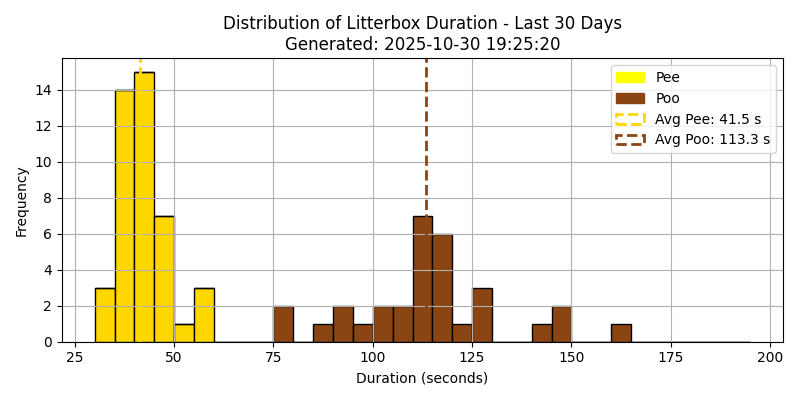 Distribution of Litterbox Duration - Last 30 Days
Generated: 2025-10-30 19:25:20
Pee
Poo
Avg Pee: 41.5 s
Avg Poo: 113.3 s
Frequency
14
12
10
8
6
4
2
0
25 50 75 100 125 150 175 200
Duration (seconds)